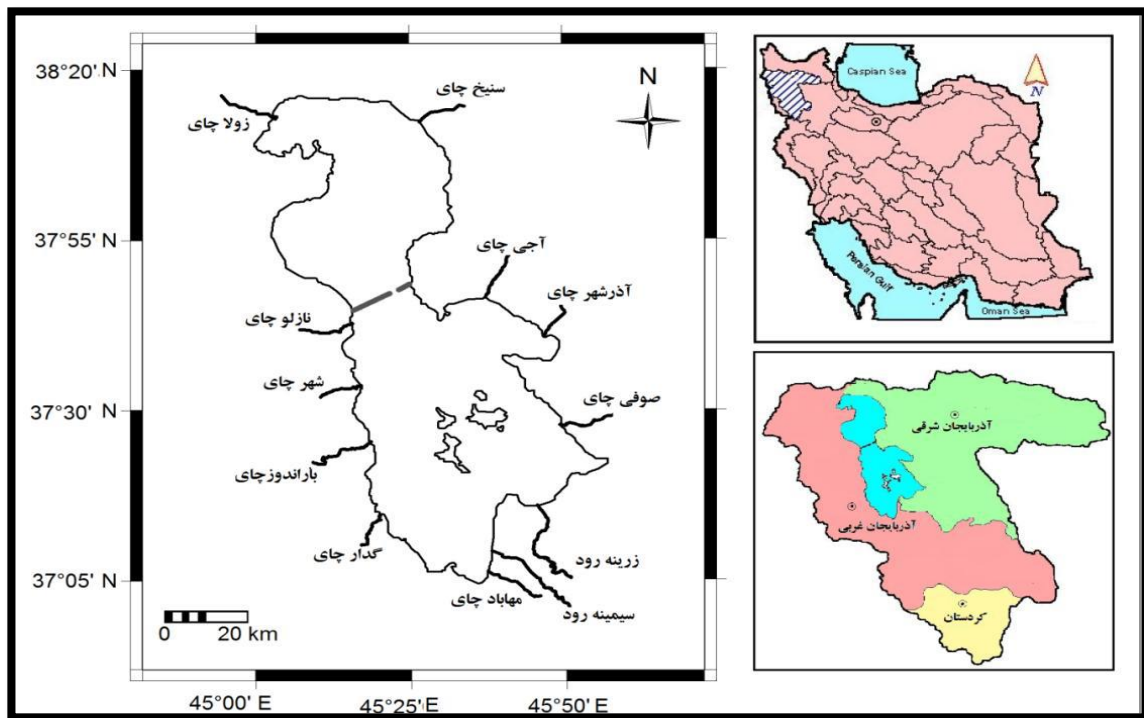 38°20' N
37°55' N
37°30' N
37°05' N
45°00' E
45°25' E
45°50' E
N
زولا چای
سنیخ چای
آجی چای
آذرشهر چای
نازلو چای
شهر چای
صوفی چای
باراندوزچای
گدار چای
زرینه رود
مهاباد چای
سیمینه رود
0 20 km
Caspian Sea
N
Persian Gulf
Oman Sea
آذربایجان شرقی
آذربایجان غربی
کردستان